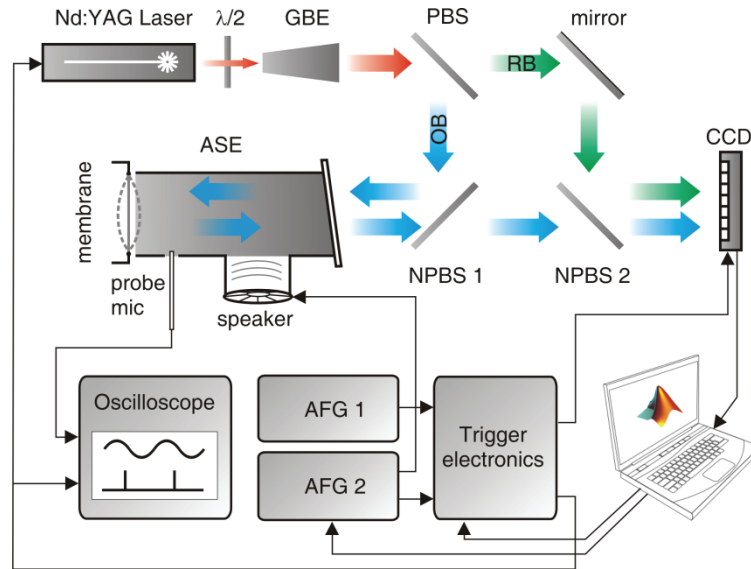 Nd:YAG Laser
λ/2
GBE
PBS
mirror
RB
OB
CCD
ASE
membrane
NPBS 1
NPBS 2
probe
mic
speaker
Oscilloscope
AFG 1
AFG 2
Trigger
electronics